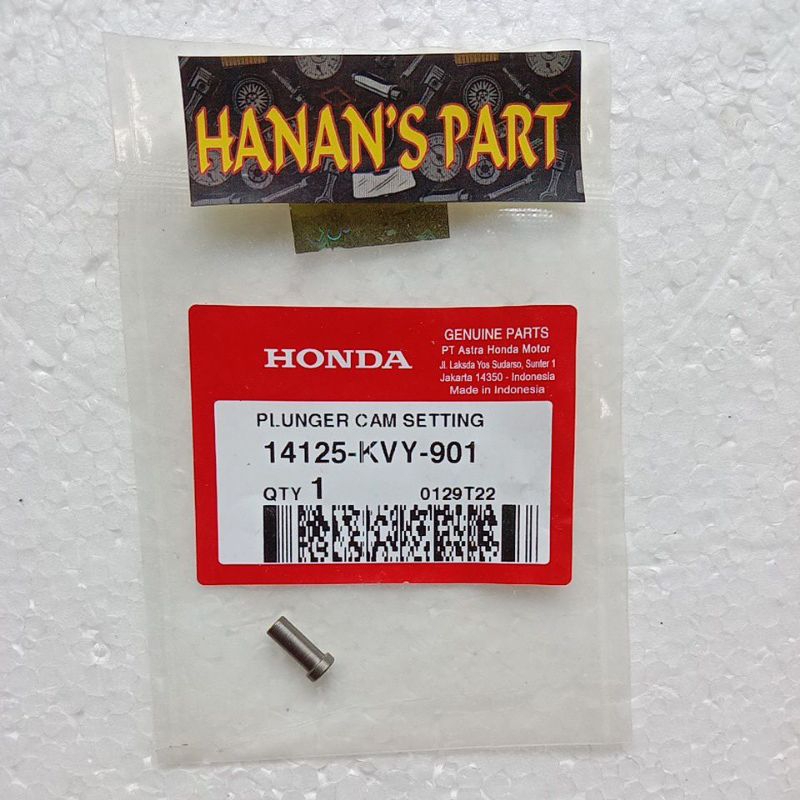 HANAN'S PART
HONDA
GENUINE PARTS
PT Astra Honda Motor
Jl. Laksda Yos Sudarso, Sunter 1
Jakarta 14350 - Indonesia
Made in Indonesia
PLUNGER CAM SETTING
14125-KVY-901
QTY 1 0129T22